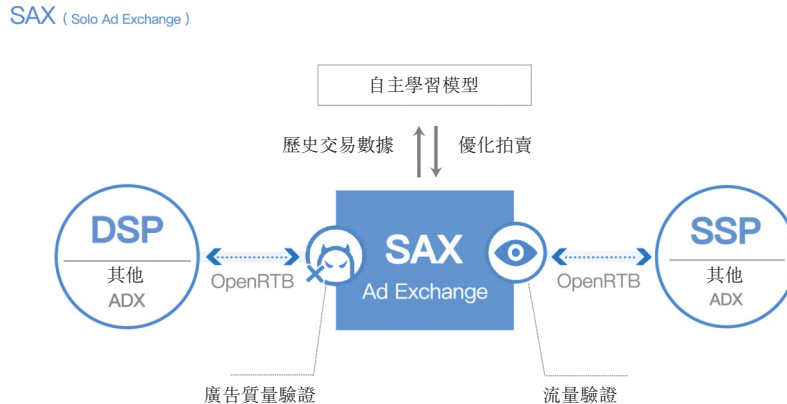 SAX ( Solo Ad Exchange )
自主學習模型
歷史交易數據 優化拍賣
DSP
其他
ADX
OpenRTB
SAX
Ad Exchange
OpenRTB
SSP
其他
ADX
廣告質量驗證
流量驗證